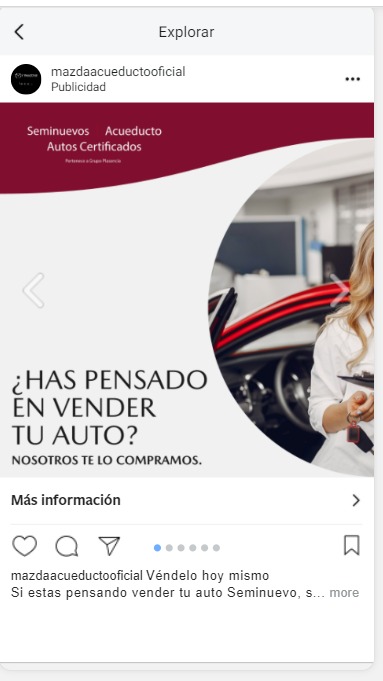 Explorar
mazdaacueductooficial
Publicidad
Seminuevos Acueducto
Autos Certificados
Pertenece a Grupo Plasencia
¿HAS PENSADO
EN VENDER
TU AUTO?
NOSOTROS TE LO COMPRAMOS.
Más información
mazdaacueductooficial Véndelo hoy mismo
Si estas pensando vender tu auto Seminuevo, s... more